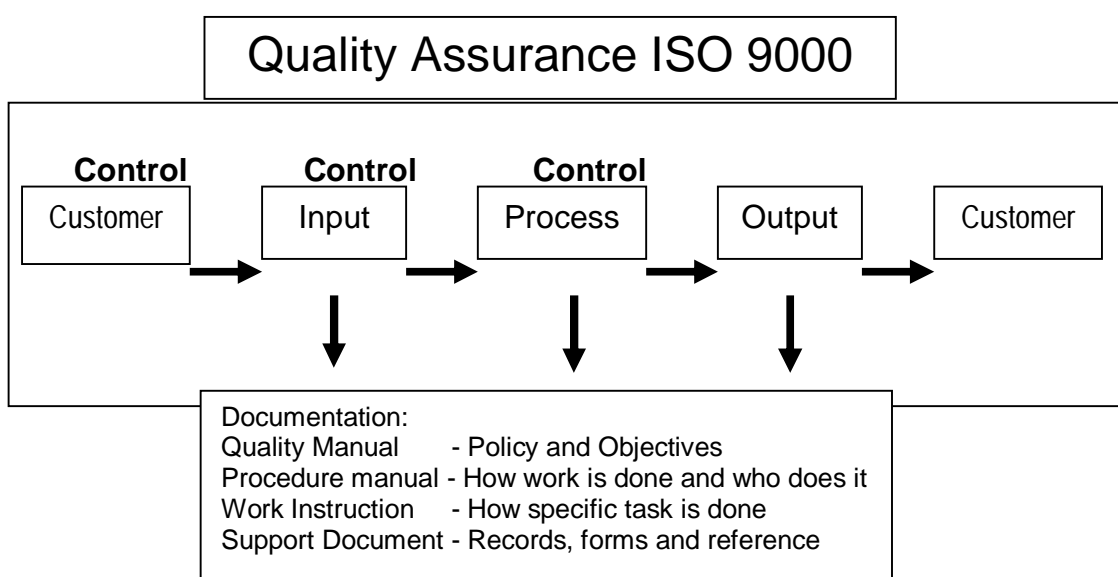 Quality Assurance ISO 9000
Control Control Control
Customer Input Process Output Customer
Documentation:
Quality Manual - Policy and Objectives
Procedure manual - How work is done and who does it
Work Instruction - How specific task is done
Support Document - Records, forms and reference